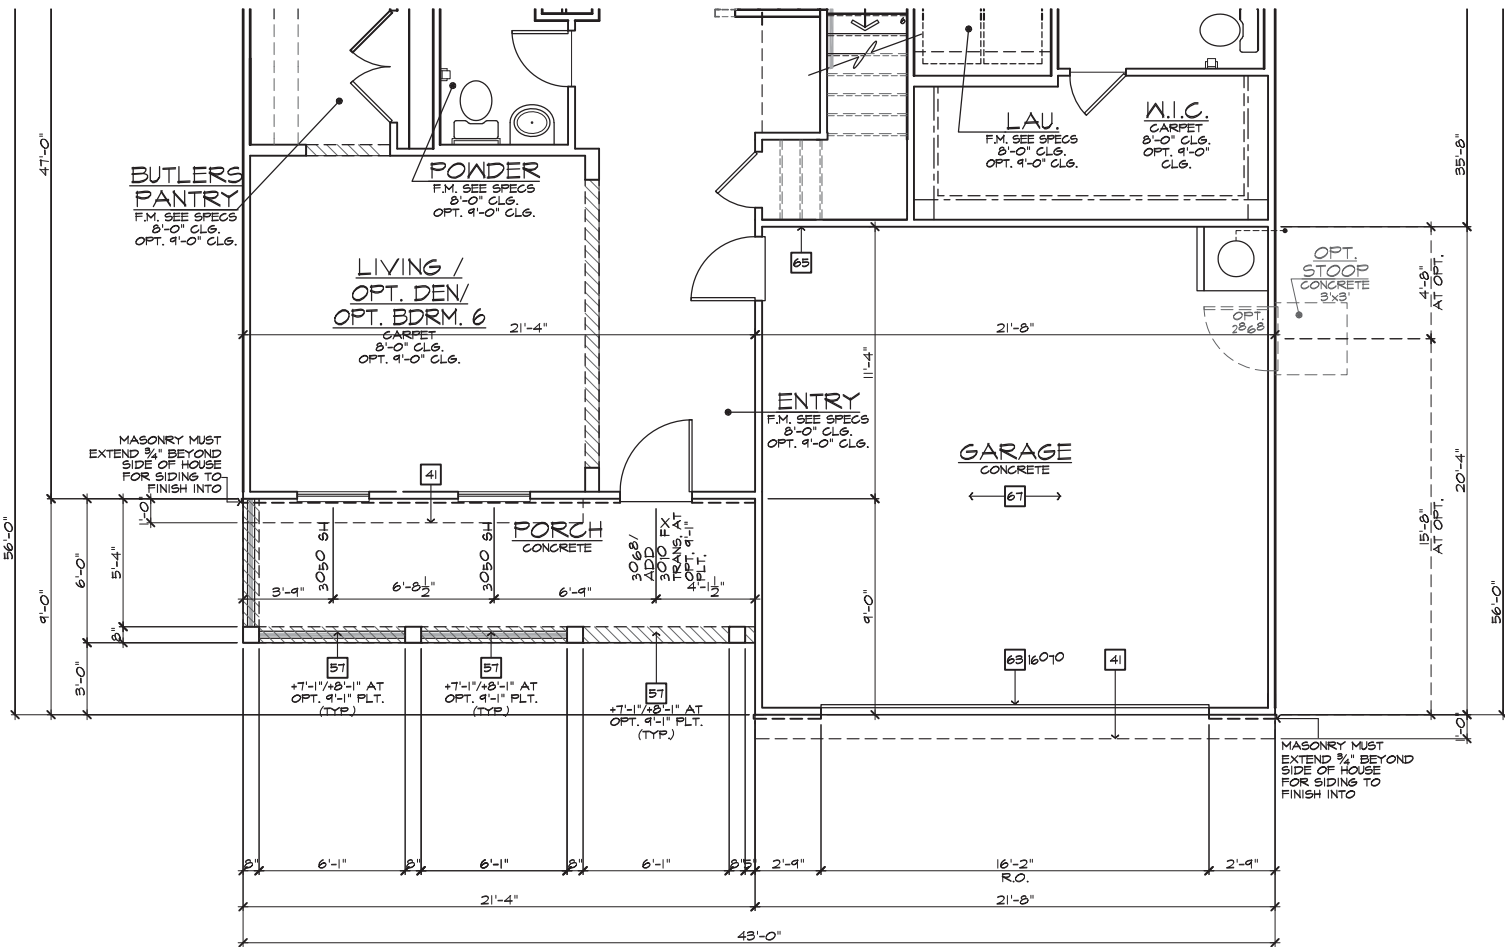 47'-0"
BUTLERS
PANTRY
F.M. SEE SPECS
8'-0" CLG.
OPT. 9'-0" CLG.
POWDER
F.M. SEE SPECS
8'-0" CLG.
OPT. 9'-0" CLG.
LAU.
F.M. SEE SPECS
8'-0" CLG.
OPT. 9'-0" CLG.
W.I.C.
CARPET
8'-0" CLG.
OPT. 9'-0"
CLG.
35'-8"
65
LIVING /
OPT. DEN/
OPT. BDRM. 6
CARPET
8'-0" CLG.
OPT. 9'-0" CLG.
21'-4"
21'-8"
11'-4"
OPT.
STOOP
CONCRETE
3'x3'
OPT.
2868
4'-8"
AT OPT.
ENTRY
F.M. SEE SPECS
8'-0" CLG.
OPT. 9'-0" CLG.
GARAGE
CONCRETE
67
20'-4"
15'-8"
AT OPT.
MASONRY MUST
EXTEND 3/4" BEYOND
SIDE OF HOUSE
FOR SIDING TO
FINISH INTO
41
1'-0"
PORCH
CONCRETE
3050 SH
3050 SH
3068/
ADD
3010 FX
TRANS. AT
OPT. 9'-1"
PLT.
56'-0"
9'-0"
6'-0"
5'-4"
8"
3'-0"
3'-9"
6'-8 1/2"
6'-9"
4'-1 1/2"
9'-0"
56'-0"
57
+7'-1"/+8'-1" AT
OPT. 9'-1" PLT.
(TYP.)
57
+7'-1"/+8'-1" AT
OPT. 9'-1" PLT.
(TYP.)
57
+7'-1"/+8'-1" AT
OPT. 9'-1" PLT.
(TYP.)
63 16070
41
1'-0"
MASONRY MUST
EXTEND 3/4" BEYOND
SIDE OF HOUSE
FOR SIDING TO
FINISH INTO
8" 6'-1" 8" 6'-1" 8" 6'-1" 8" 5" 2'-9" 16'-2" 2'-9"
R.O.
21'-4" 21'-8"
43'-0"